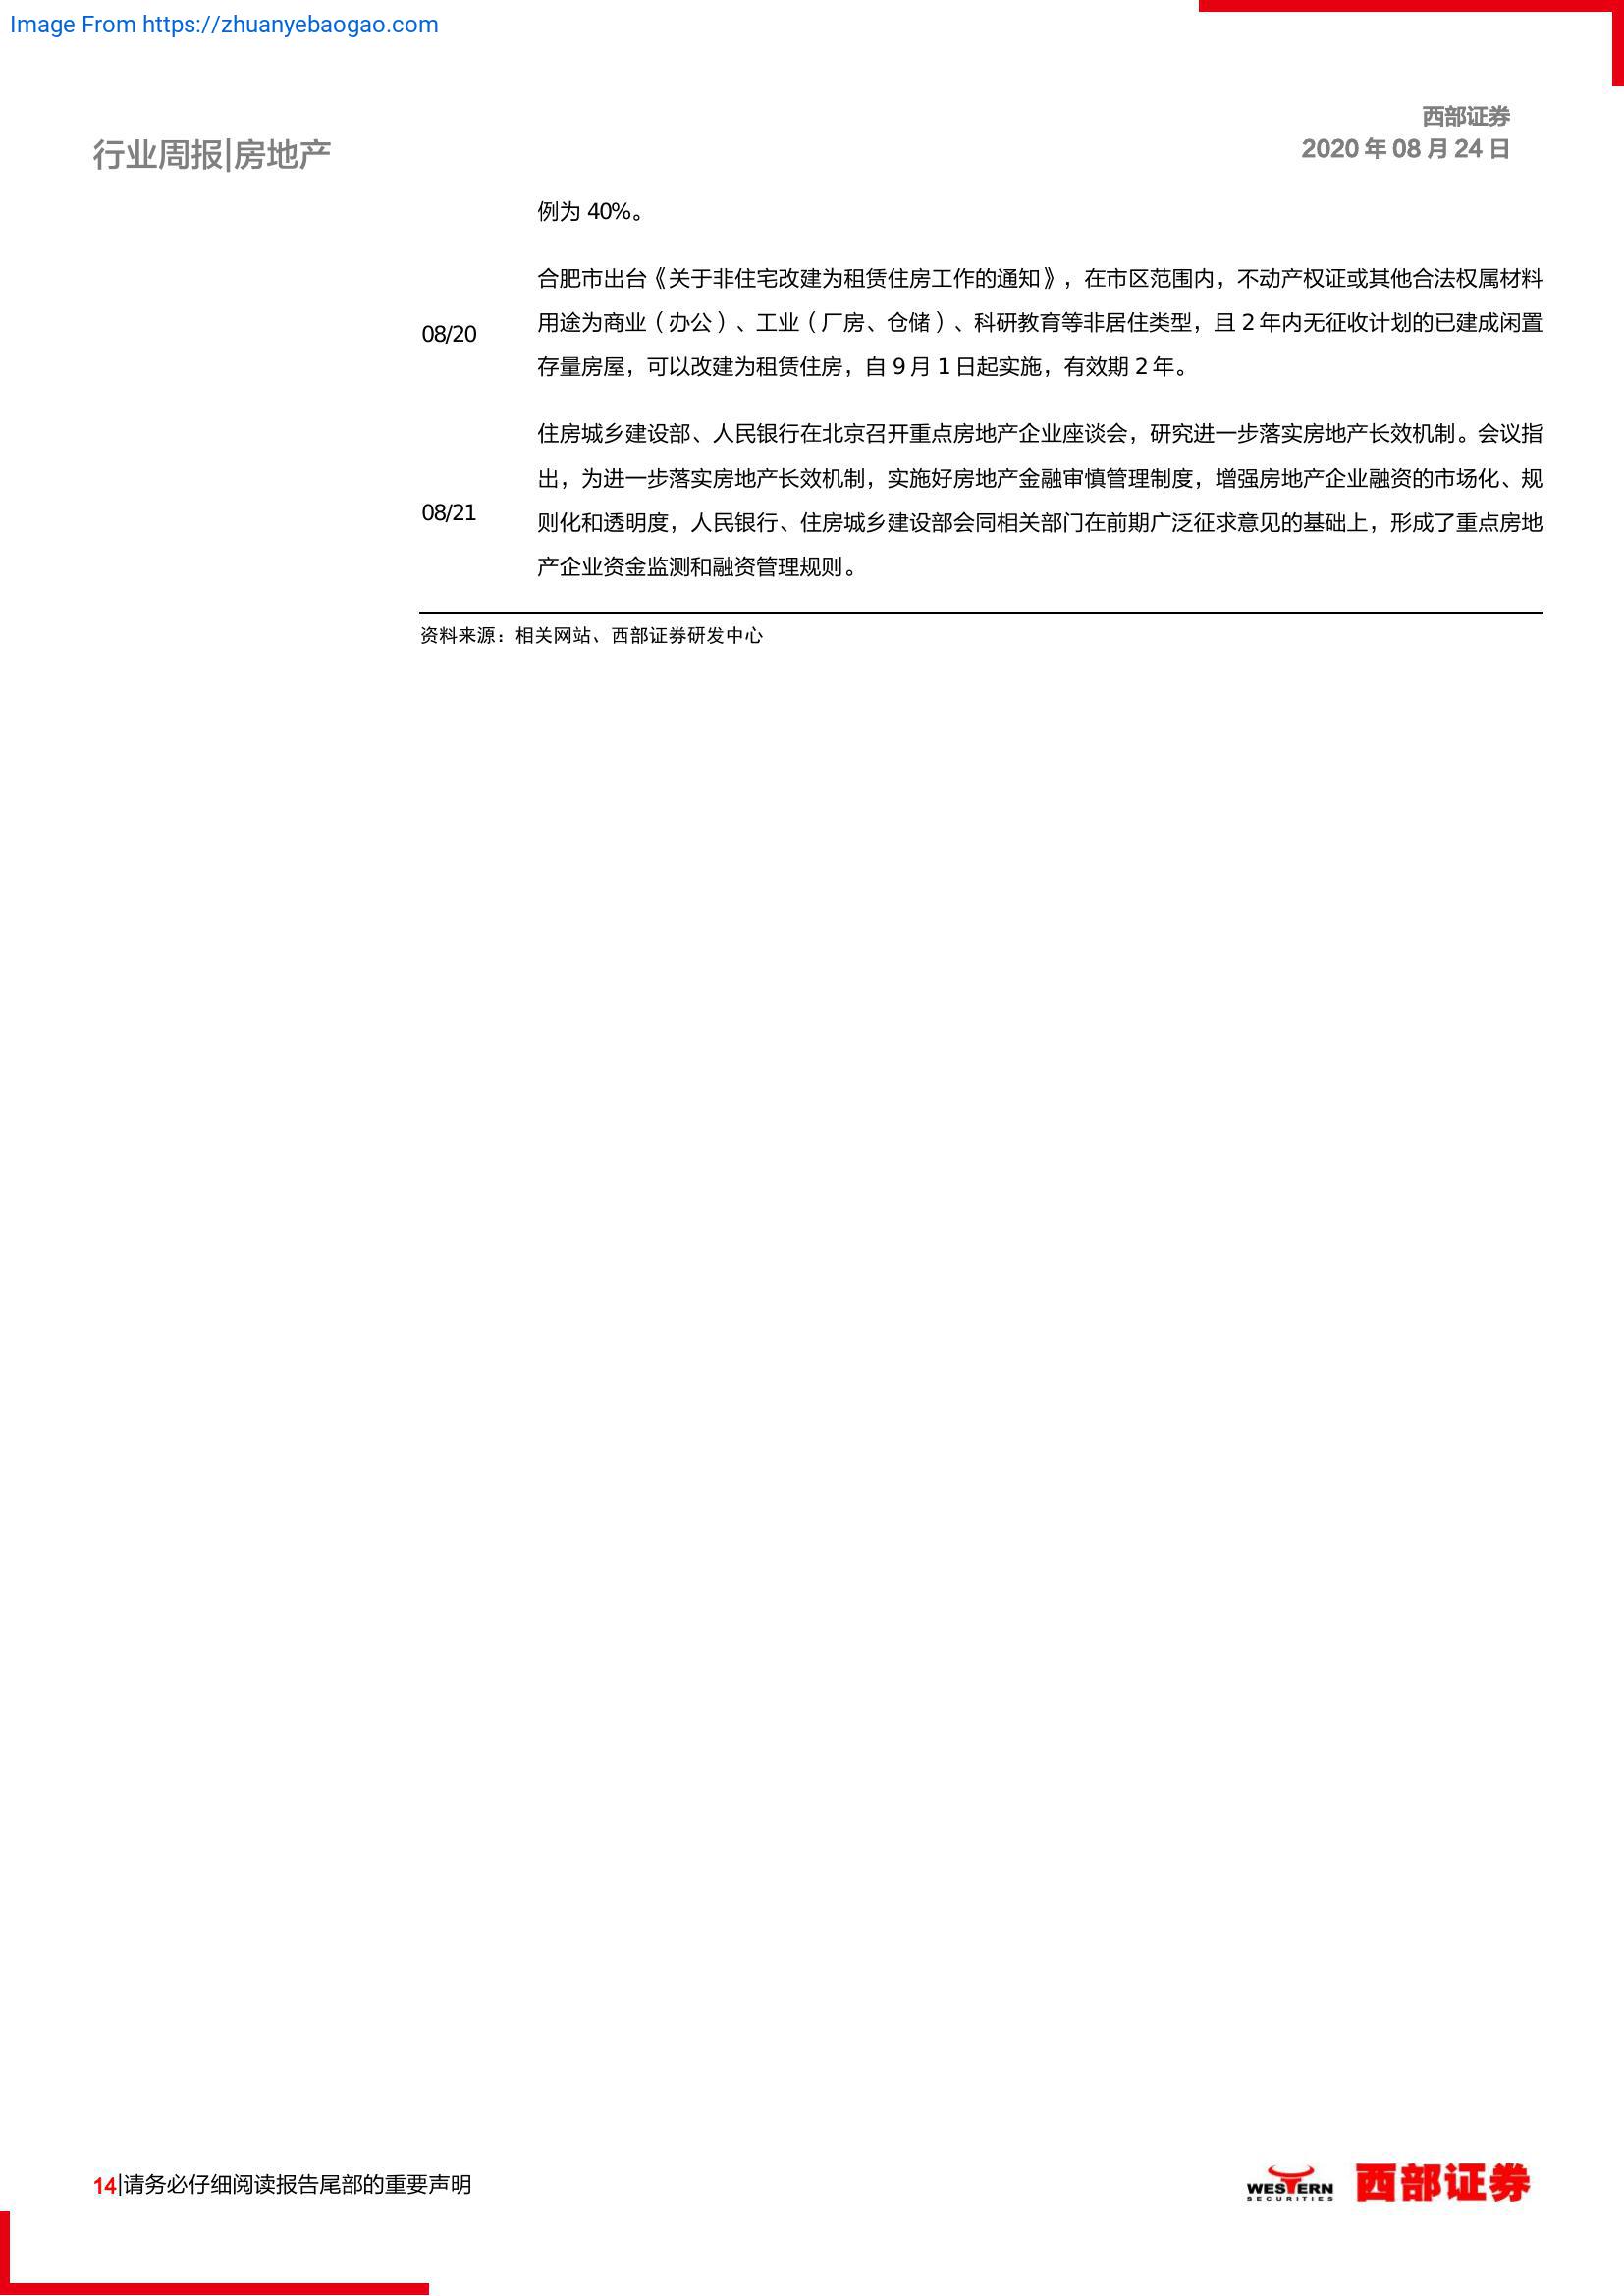 Image From https://zhuanyebaogao.com
西部证券
行业周报|房地产
2020 年 08 月 24 日
例为 40%。
合肥市出台《关于非住宅改建为租赁住房工作的通知》，在市区范围内，不动产权证或其他合法权属材料
08/20
用途为商业（办公）、工业（厂房、仓储）、科研教育等非居住类型，且 2 年内无征收计划的已建成闲置
存量房屋，可以改建为租赁住房，自 9 月 1 日起实施，有效期 2 年。
住房城乡建设部、人民银行在北京召开重点房地产企业座谈会，研究进一步落实房地产长效机制。会议指
出，为进一步落实房地产长效机制，实施好房地产金融审慎管理制度，增强房地产企业融资的市场化、规
08/21
则化和透明度，人民银行、住房城乡建设部会同相关部门在前期广泛征求意见的基础上，形成了重点房地
产企业资金监测和融资管理规则。
资料来源：相关网站、西部证券研发中心
14|请务必仔细阅读报告尾部的重要声明
WESTERN
SECURITIES
西部证券